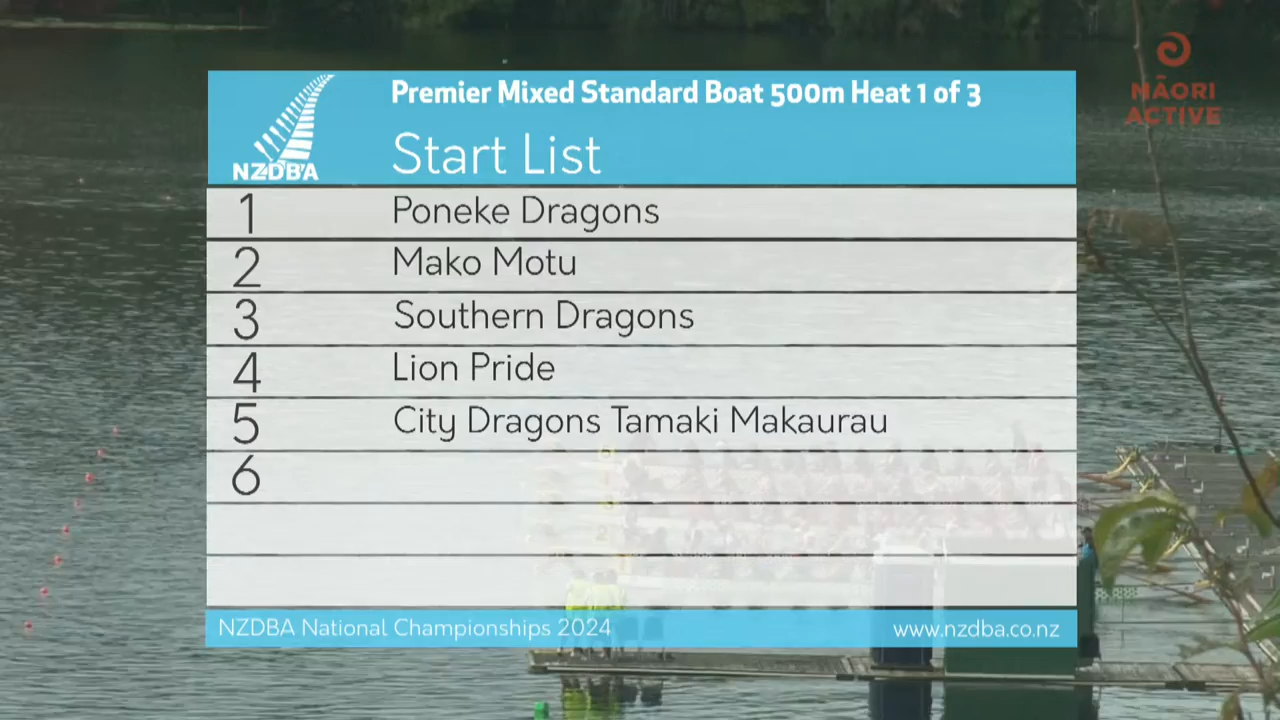 Premier Mixed Standard Boat 500m Heat 1 of 3
NZDBA
Start List
NĀORI
ACTIVE
1 Poneke Dragons
2 Mako Motu
3 Southern Dragons
4 Lion Pride
5 City Dragons Tamaki Makaurau
6
NZDBA National Championships 2024
www.nzdba.co.nz